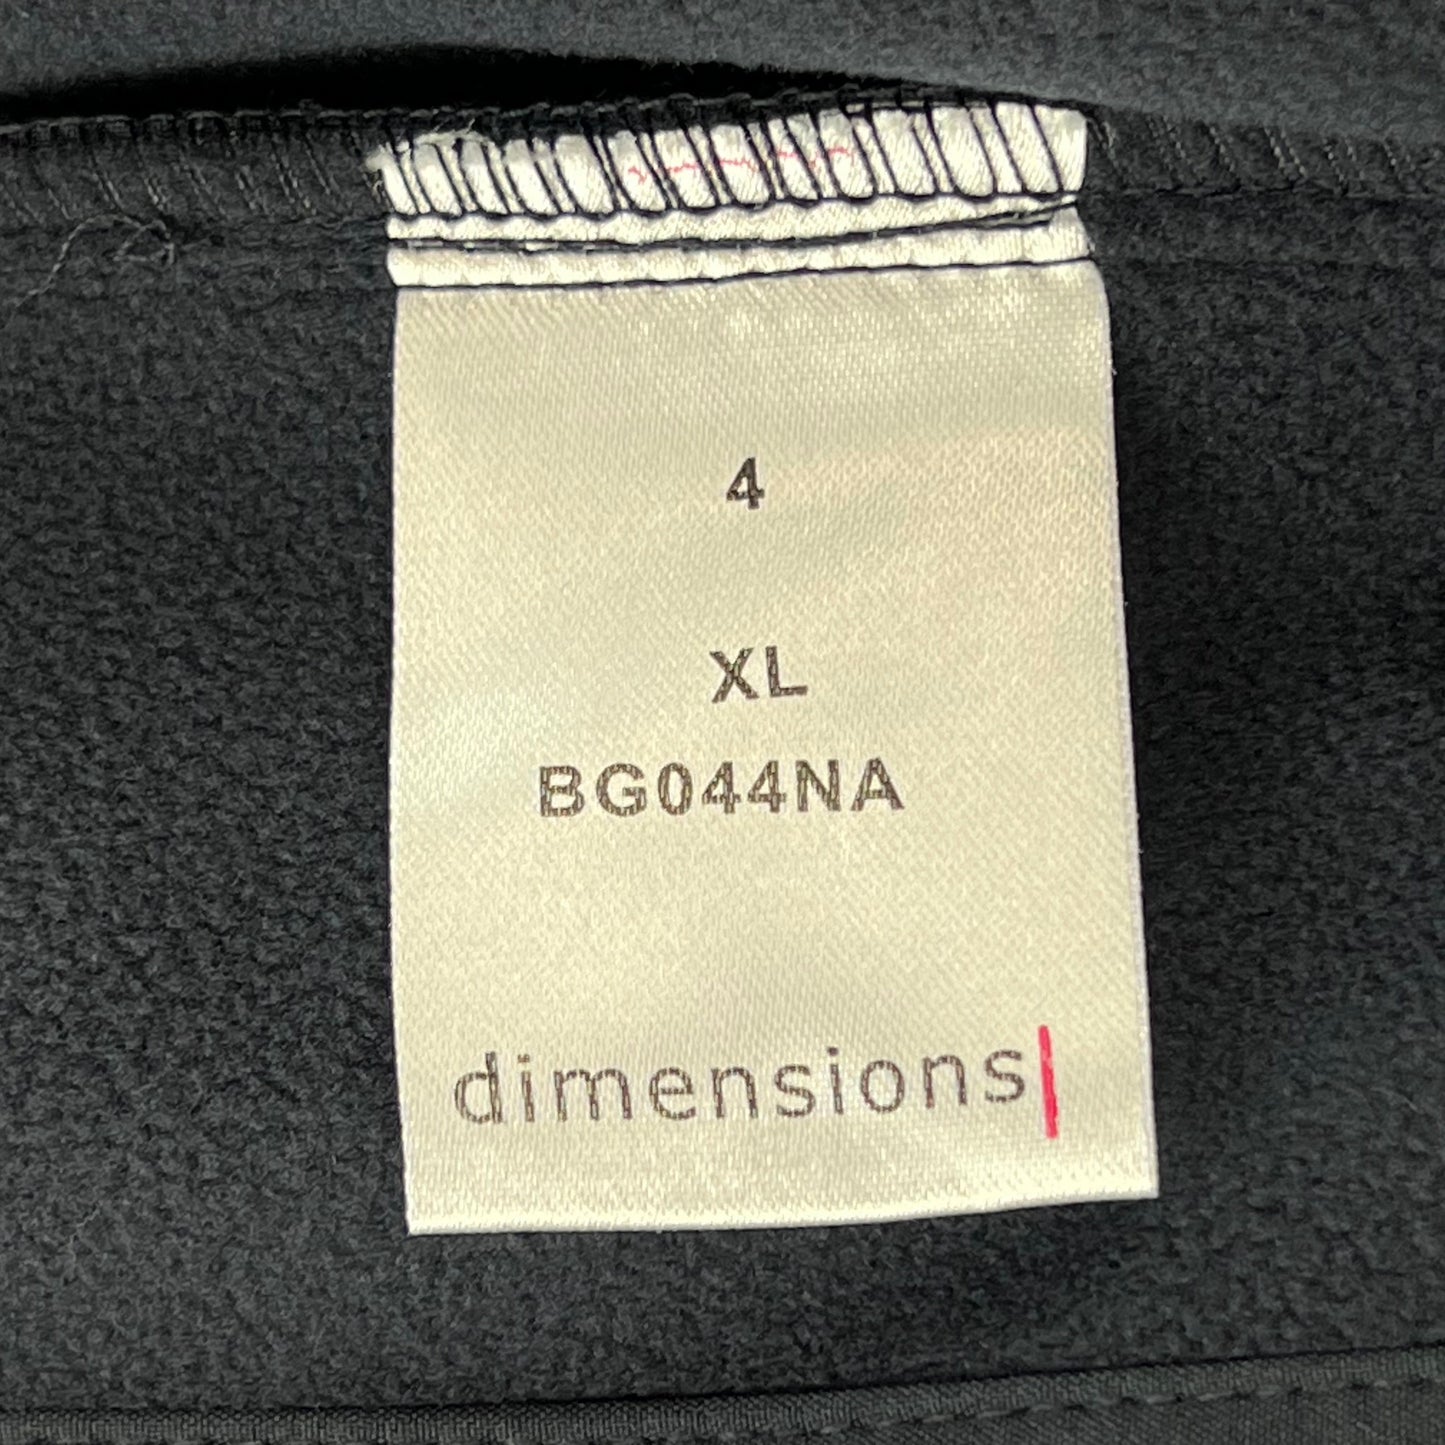 4
XL
BG044NA
dimensions|